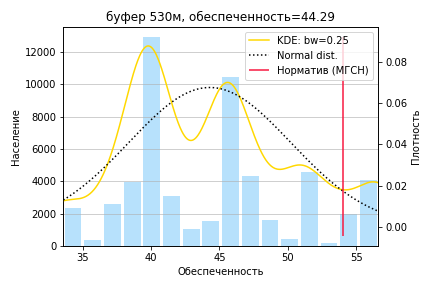 буфер 530м, обеспеченность=44.29
KDE: bw=0.25
Normal dist.
Норматив (МГСН)
Население
12000
10000
8000
6000
4000
2000
0
0.08
0.06
0.04
0.02
0.00
Плотность
35 40 45 50 55
Обеспеченность